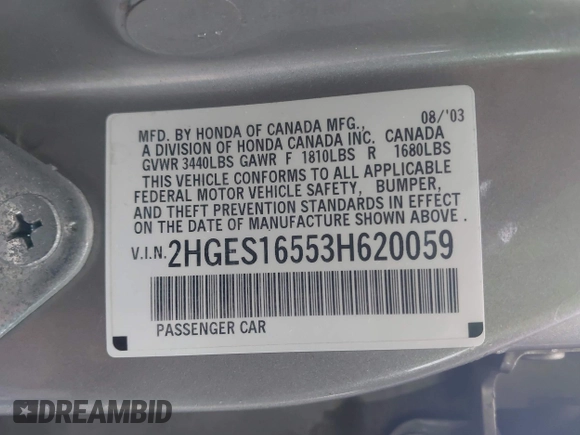 MFD. BY HONDA OF CANADA MFG., 08/'03
A DIVISION OF HONDA CANADA INC. CANADA
GVWR 3440LBS GAWR F 1810LBS R 1680LBS
THIS VEHICLE CONFORMS TO ALL APPLICABLE
FEDERAL MOTOR VEHICLE SAFETY, BUMPER,
AND THEFT PREVENTION STANDARDS IN EFFECT
ON THE DATE OF MANUFACTURE SHOWN ABOVE .
V.I.N. 2HGES16553H620059
PASSENGER CAR
DREAMBID